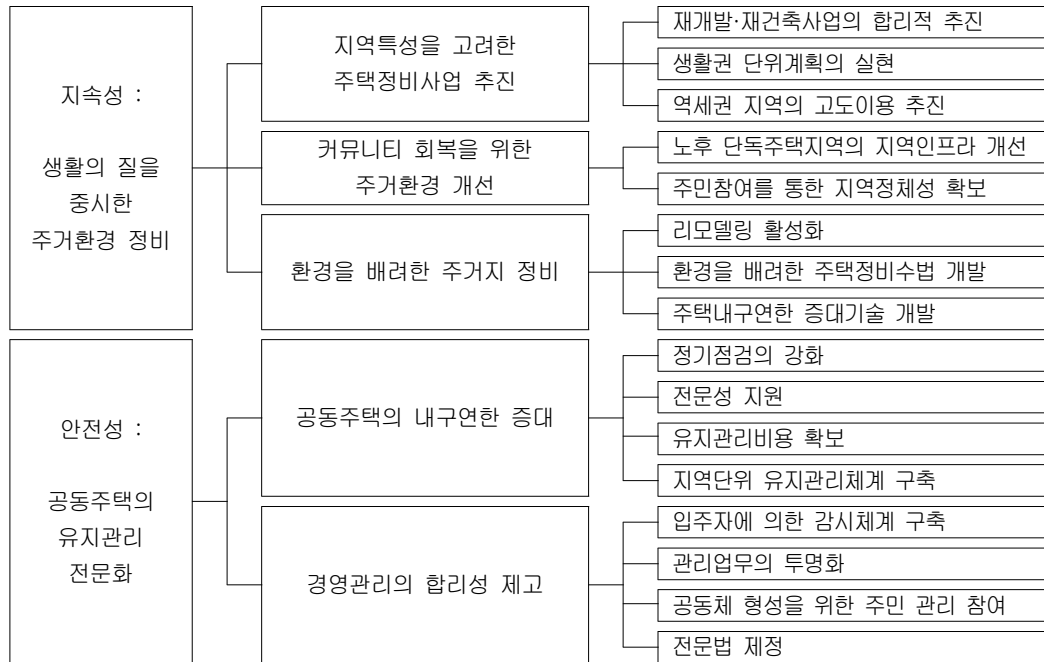 지속성 :
생활의 질을
중시한
주거환경 정비
지역특성을 고려한
주택정비사업 추진
재개발·재건축사업의 합리적 추진
생활권 단위계획의 실현
역세권 지역의 고도이용 추진
커뮤니티 회복을 위한
주거환경 개선
노후 단독주택지역의 지역인프라 개선
주민참여를 통한 지역정체성 확보
환경을 배려한 주거지 정비
리모델링 활성화
환경을 배려한 주택정비수법 개발
주택내구연한 증대기술 개발
안전성 :
공동주택의
유지관리
전문화
공동주택의 내구연한 증대
정기점검의 강화
전문성 지원
유지관리비용 확보
지역단위 유지관리체계 구축
경영관리의 합리성 제고
입주자에 의한 감시체계 구축
관리업무의 투명화
공동체 형성을 위한 주민 관리 참여
전문법 제정